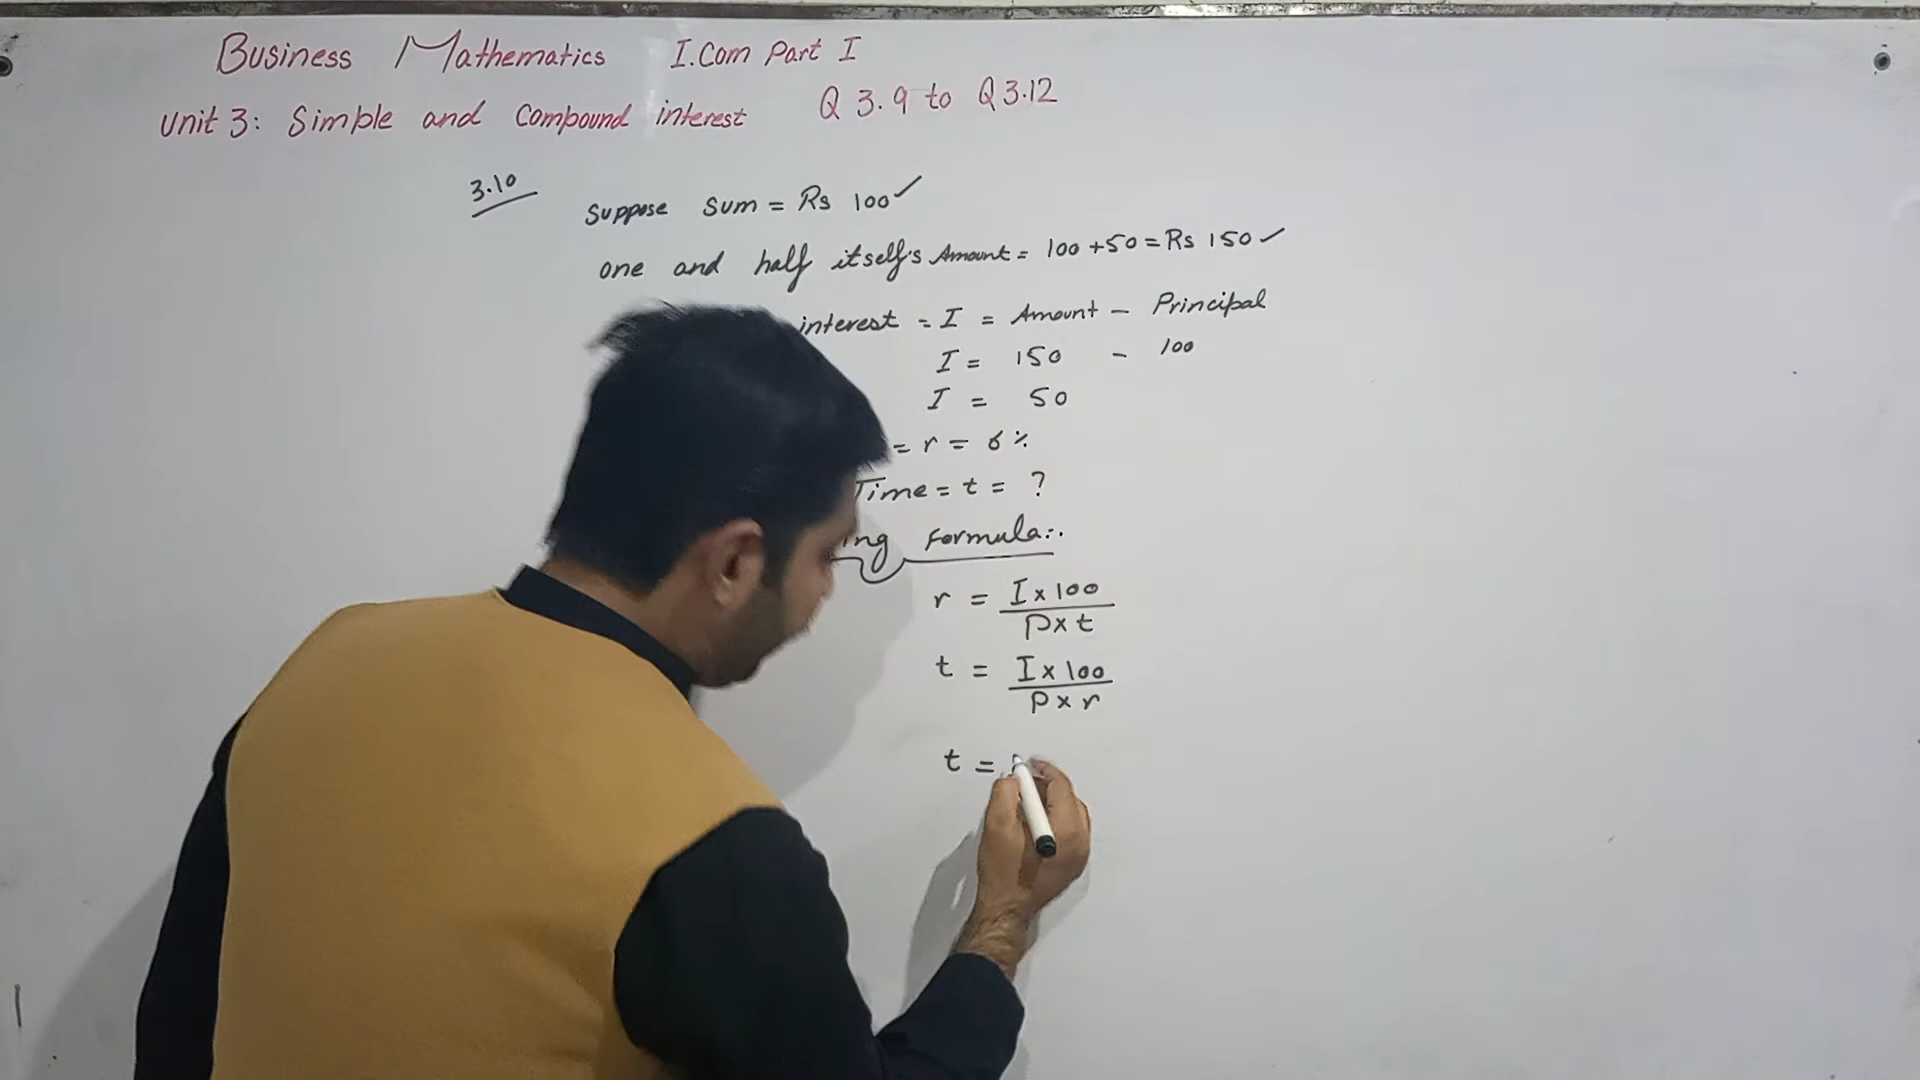 Business Mathematics I.Com Part I
Unit 3: Simple and Compound interest Q 3.9 to Q 3.12
3.10
Suppose Sum = Rs 100 ✓
one and half itself's Amount = 100 + 50 = Rs 150 ✓
interest = I = Amount - Principal
I = 150 - 100
I = 50
= r = 6%
Time = t = ?
ing Formula:.
r = I x 100 / P x t
t = I x 100 / P x r
t =